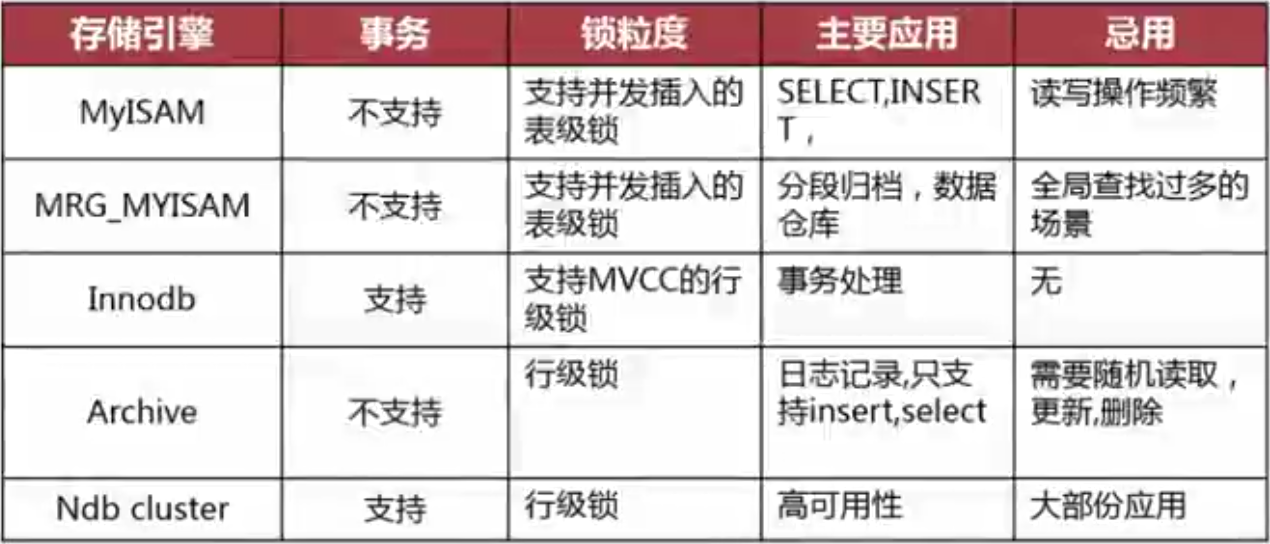 存储引擎 事务 锁粒度 主要应用 忌用
MyISAM 不支持 支持并发插入的 SELECT,INSER 读写操作频繁
表级锁 T，
MRG_MYISAM 不支持 支持并发插入的 分段归档，数据 全局查找过多的
表级锁 仓库 场景
Innodb 支持 支持MVCC的行 事务处理 无
级锁
Archive 不支持 行级锁 日志记录,只支 需要随机读取，
持insert,select 更新,删除
Ndb cluster 支持 行级锁 高可用性 大部份应用